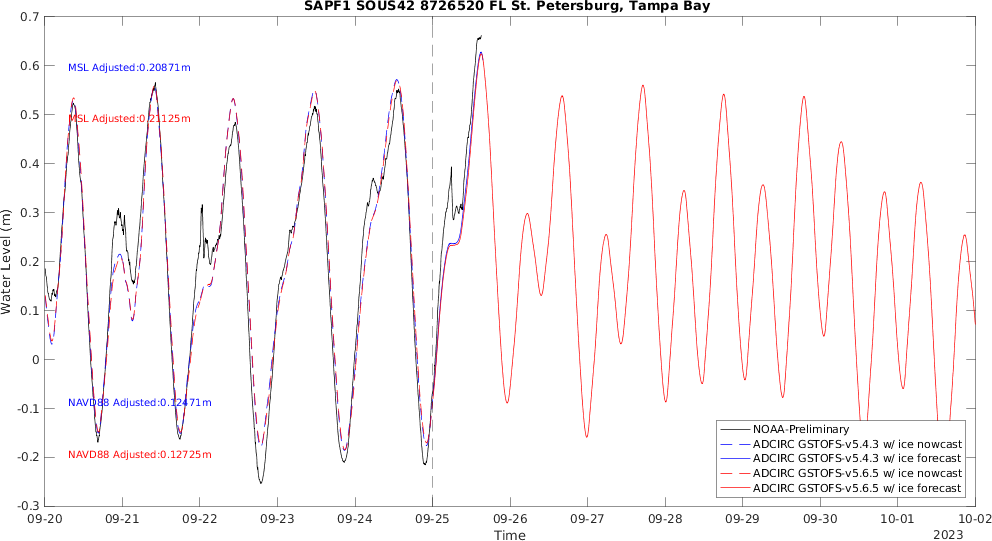 SAPF1 SOUS42 8726520 FL St. Petersburg, Tampa Bay
0.7
0.6
0.5
0.4
0.3
0.2
0.1
0
-0.1
-0.2
-0.3
Water Level (m)
MSL Adjusted:0.20871m
MSL Adjusted:0.21125m
NAVD88 Adjusted:0.12471m
NAVD88 Adjusted:0.12725m
NOAA-Preliminary
ADCIRC GSTOFS-v5.4.3 w/ ice nowcast
ADCIRC GSTOFS-v5.4.3 w/ ice forecast
ADCIRC GSTOFS-v5.6.5 w/ ice nowcast
ADCIRC GSTOFS-v5.6.5 w/ ice forecast
09-20 09-21 09-22 09-23 09-24 09-25 09-26 09-27 09-28 09-29 09-30 10-01 10-02
Time
2023